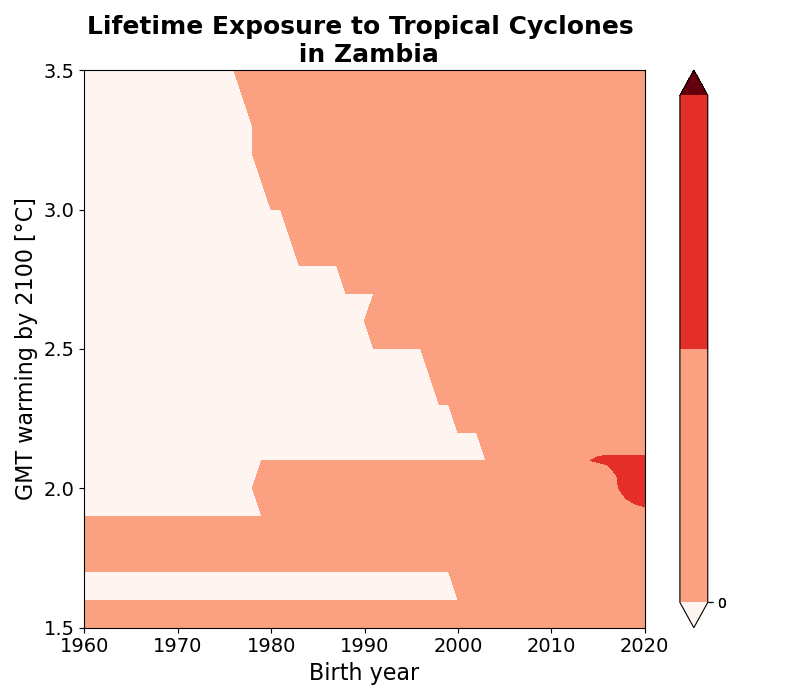 Lifetime Exposure to Tropical Cyclones
in Zambia
GMT warming by 2100 [°C]
3.5
3.0
2.5
2.0
1.5
1960 1970 1980 1990 2000 2010 2020
Birth year
0